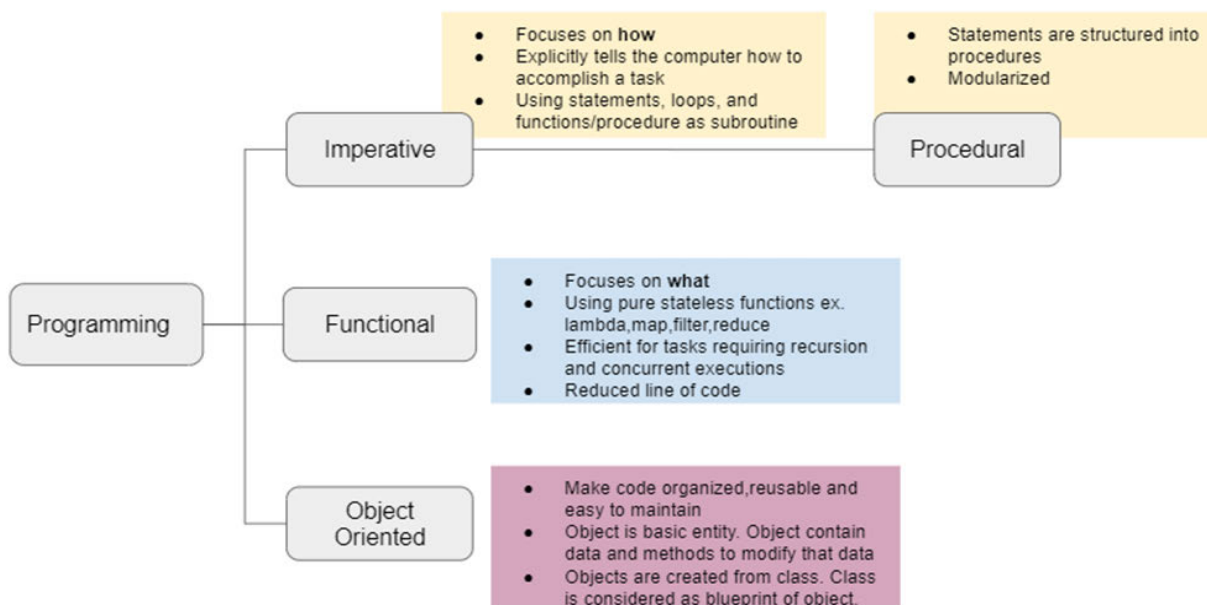 ● Focuses on how
● Explicitly tells the computer how to
accomplish a task
● Using statements, loops, and
functions/procedure as subroutine
● Statements are structured into
procedures
● Modularized
Imperative
Procedural
● Focuses on what
● Using pure stateless functions ex.
lambda,map,filter,reduce
● Efficient for tasks requiring recursion
and concurrent executions
● Reduced line of code
Programming
Functional
● Make code organized,reusable and
easy to maintain
● Object is basic entity. Object contain
data and methods to modify that data
● Objects are created from class. Class
is considered as blueprint of object.
Object
Oriented